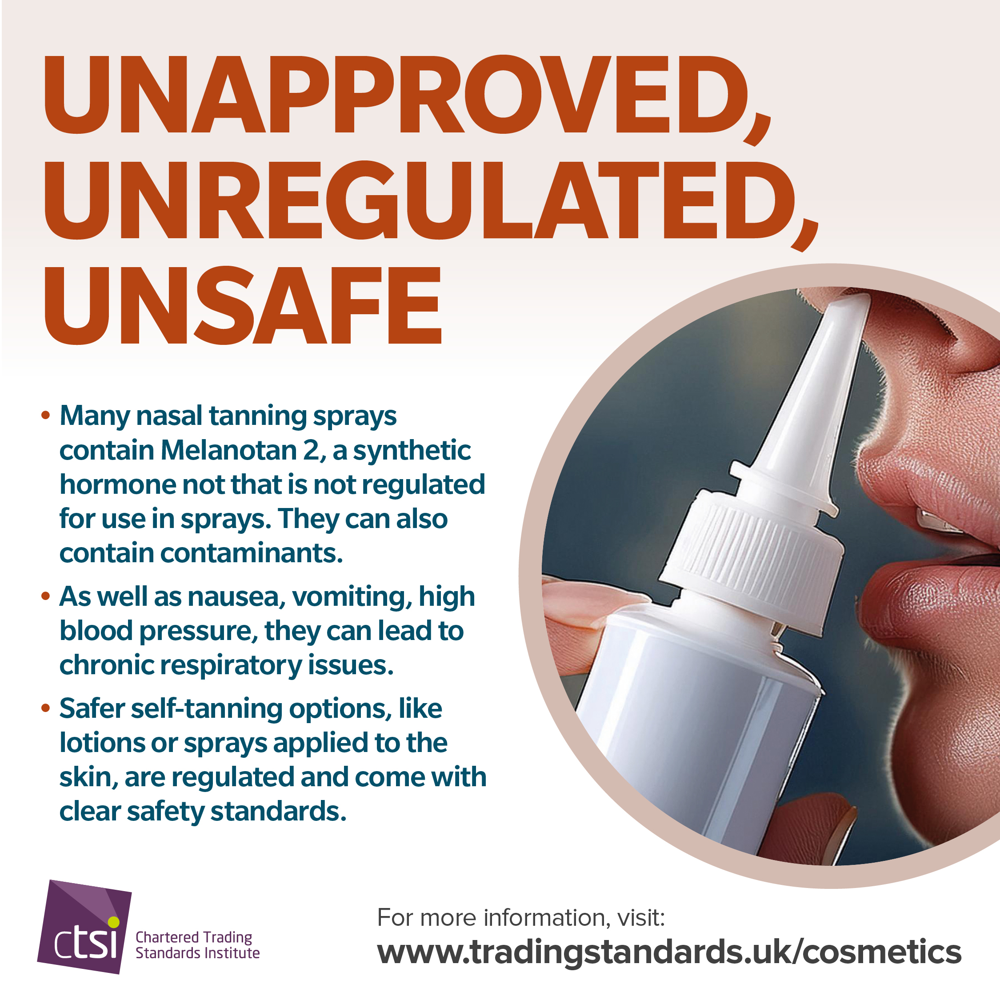 UNAPPROVED,
UNREGULATED,
UNSAFE
• Many nasal tanning sprays
contain Melanotan 2, a synthetic
hormone not that is not regulated
for use in sprays. They can also
contain contaminants.
• As well as nausea, vomiting, high
blood pressure, they can lead to
chronic respiratory issues.
• Safer self-tanning options, like
lotions or sprays applied to the
skin, are regulated and come with
clear safety standards.
ctsi
Chartered Trading
Standards Institute
For more information, visit:
www.tradingstandards.uk/cosmetics